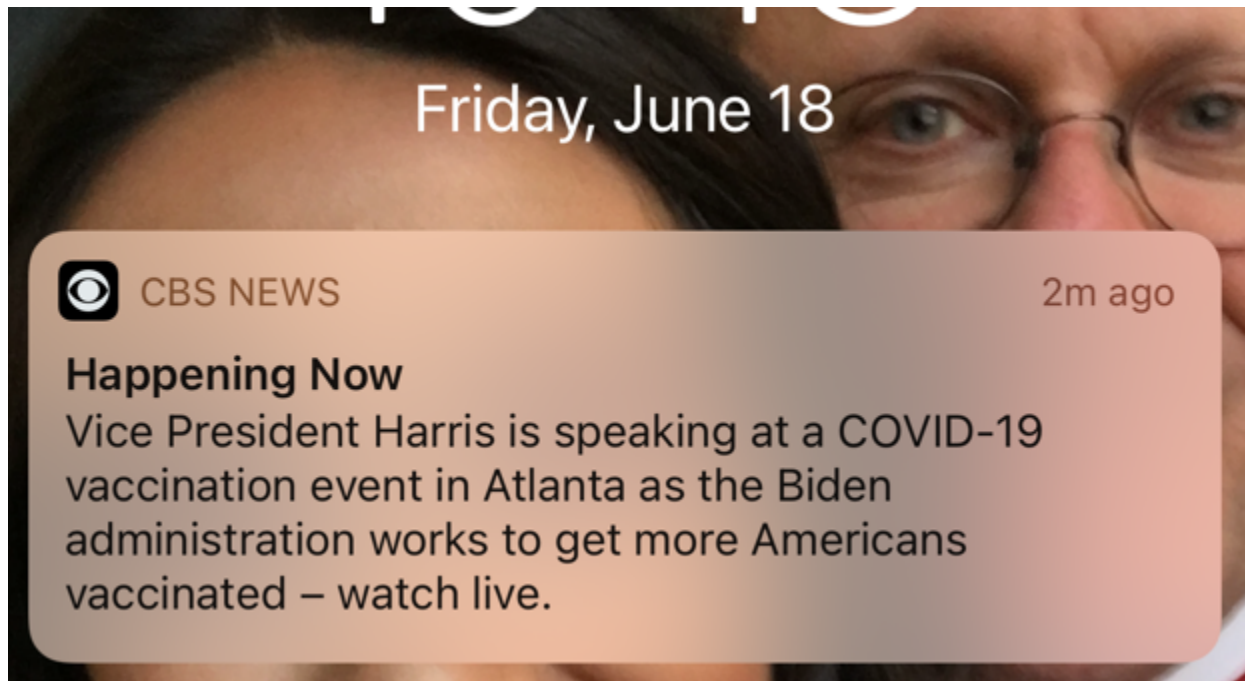 Friday, June 18
CBS NEWS
2m ago
Happening Now
Vice President Harris is speaking at a COVID-19
vaccination event in Atlanta as the Biden
administration works to get more Americans
vaccinated – watch live.